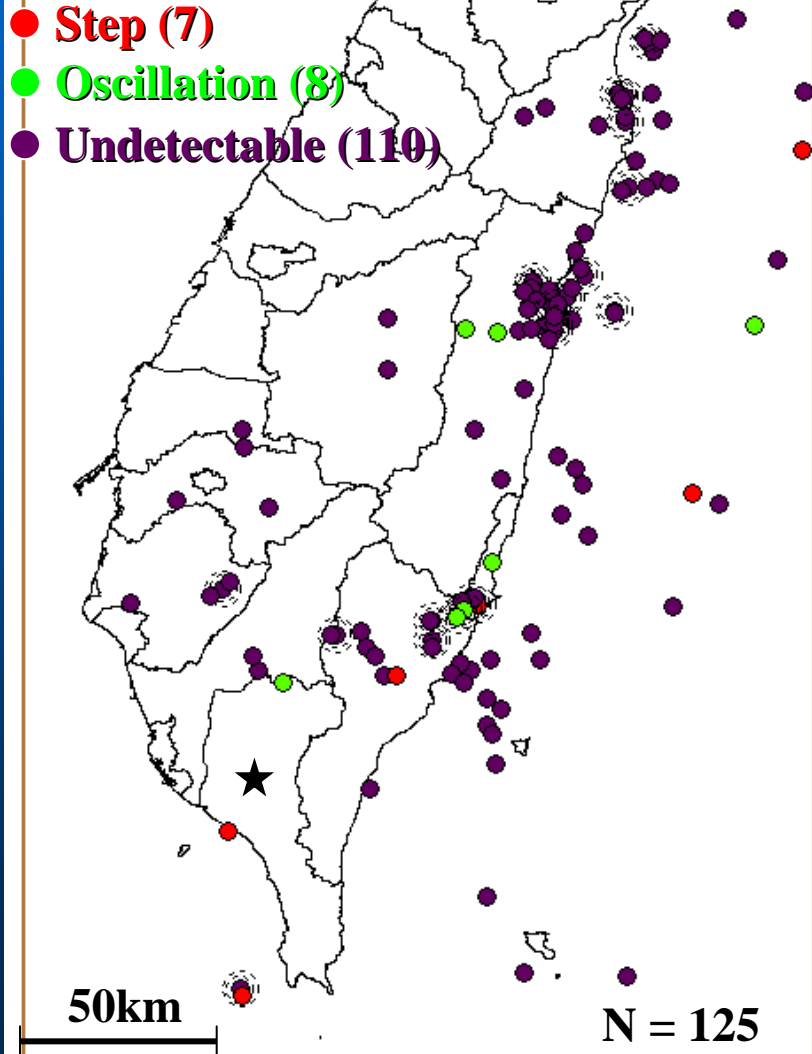 Step (7)
Oscillation (8)
Undetectable (110)
50km
N = 125